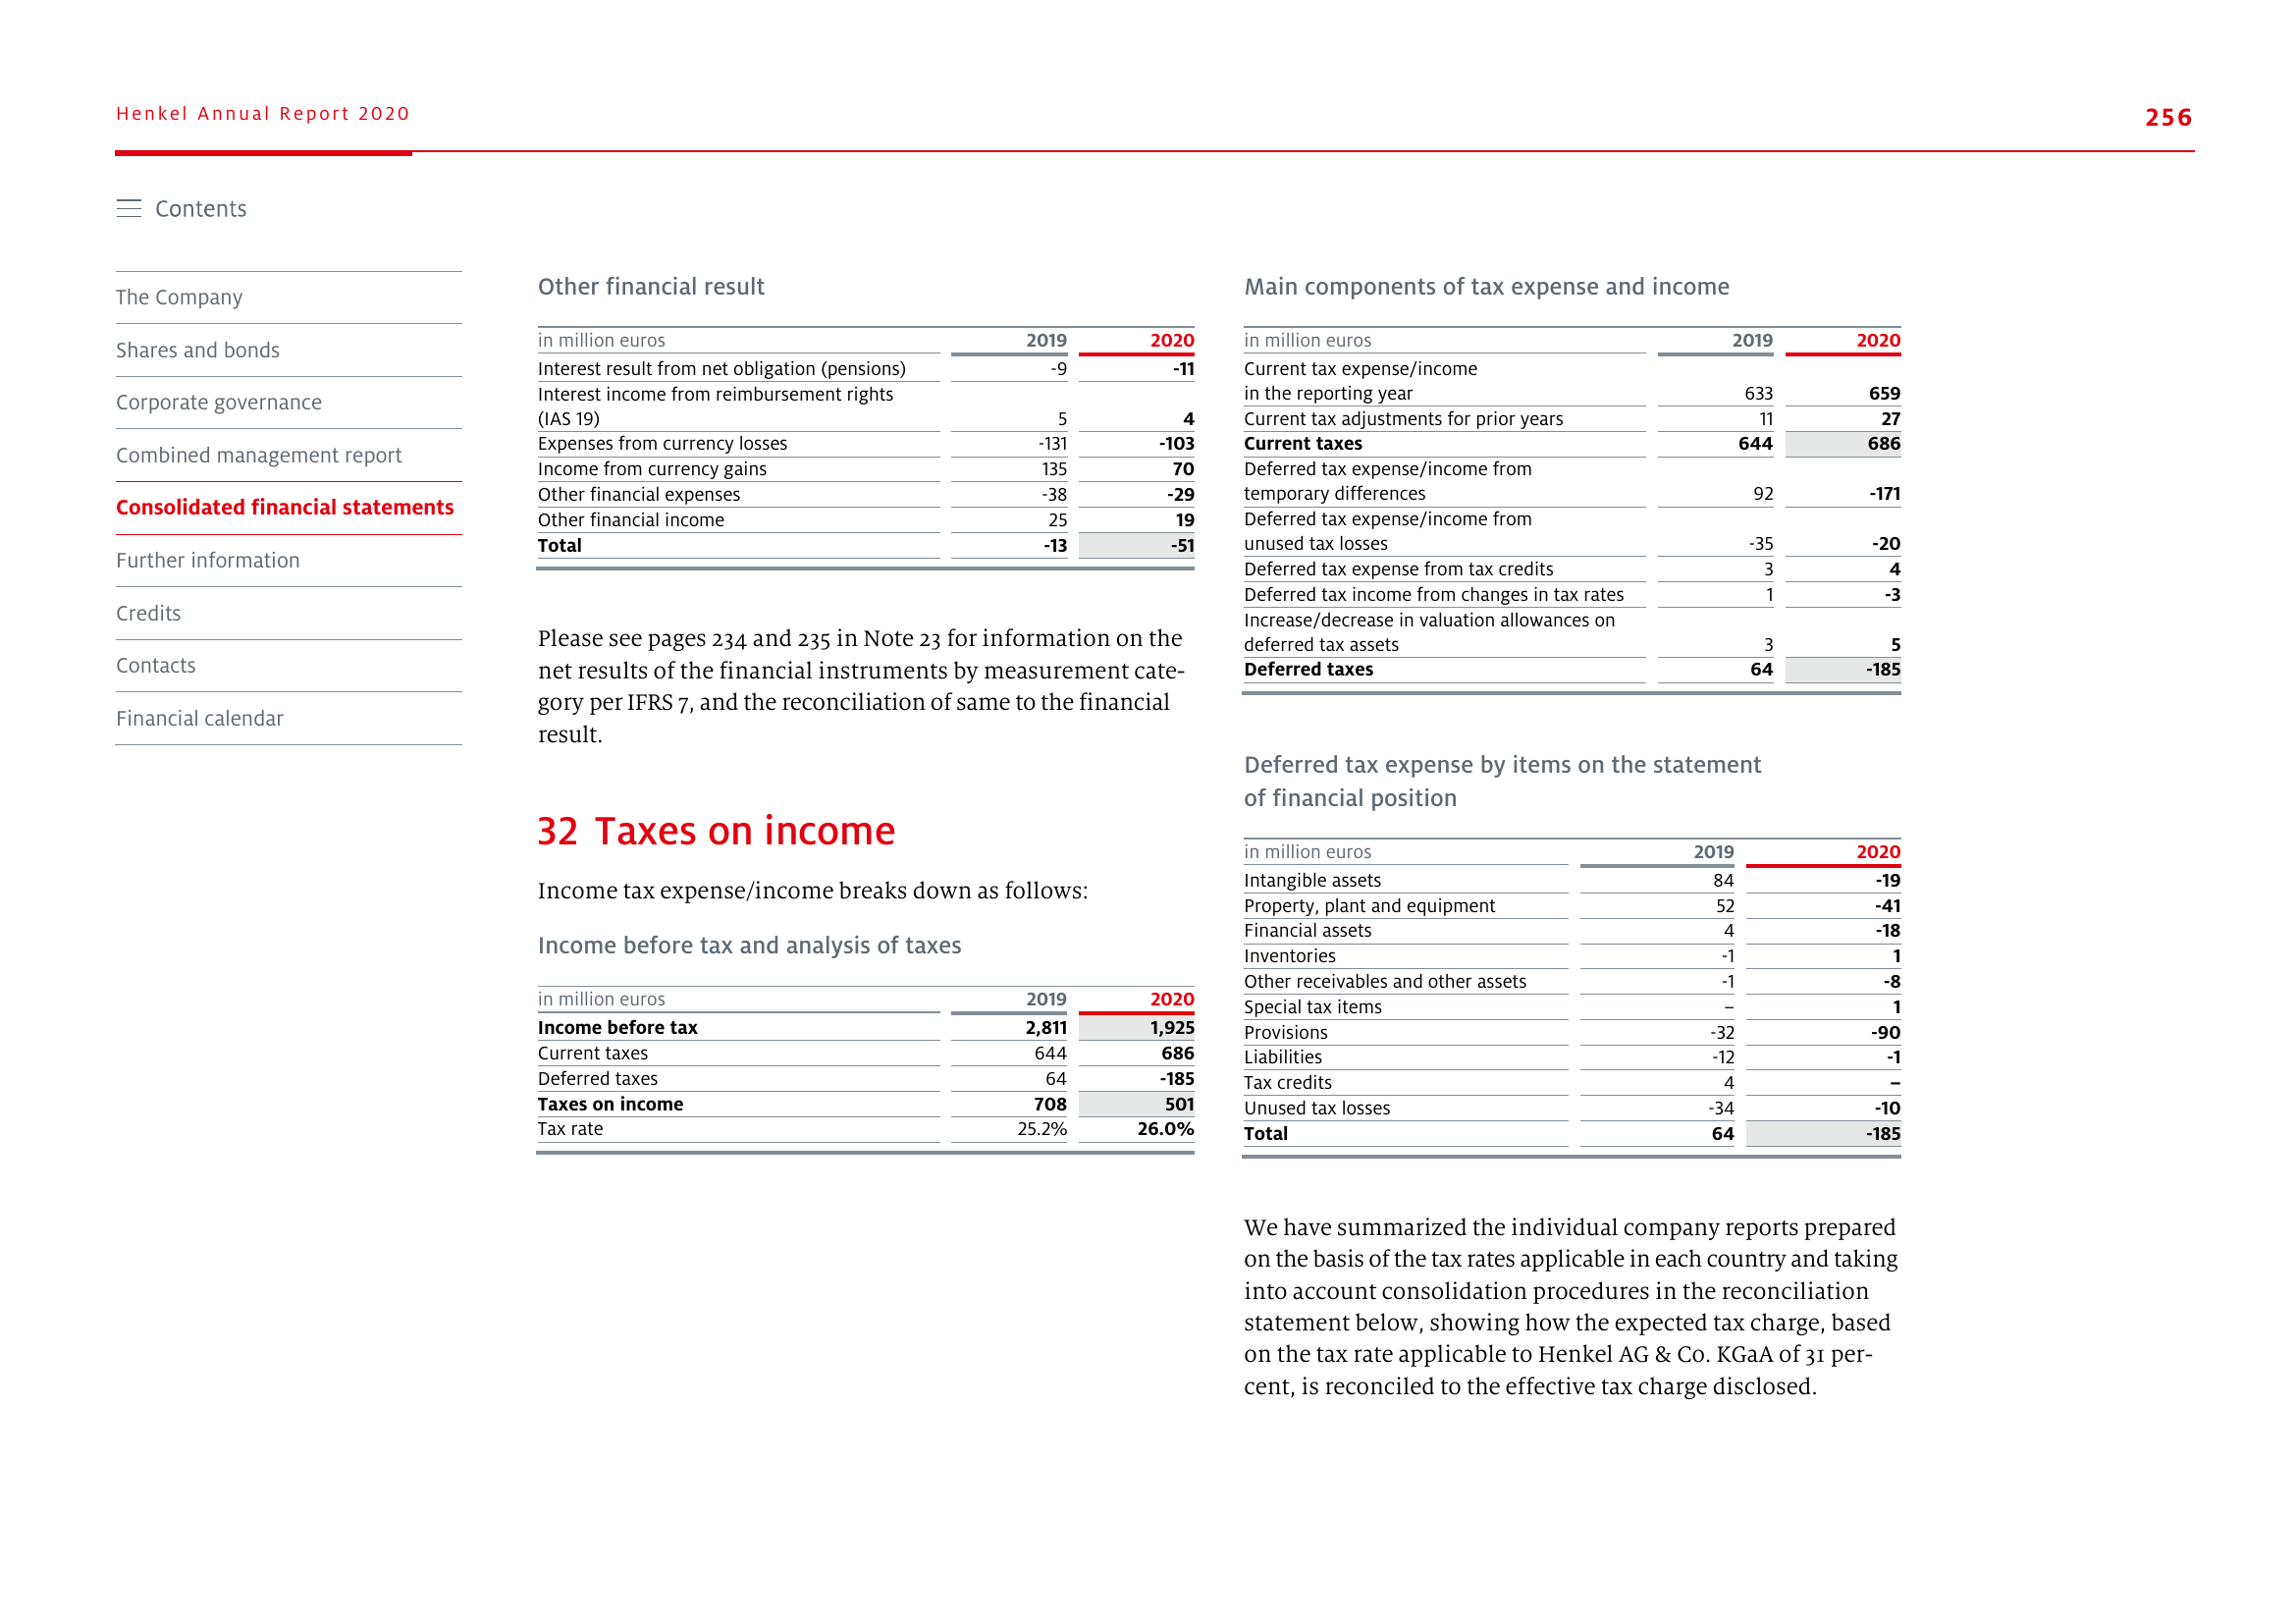 Henkel Annual Report 2020
256
Contents
The Company
Shares and bonds
Corporate governance
Combined management report
Consolidated financial statements
Further information
Credits
Contacts
Financial calendar
Other financial result
in million euros 2019 2020
Interest result from net obligation (pensions) -9 -11
Interest income from reimbursement rights
(IAS 19) 5 4
Expenses from currency losses -131 -103
Income from currency gains 135 70
Other financial expenses -38 -29
Other financial income 25 19
Total -13 -51
Please see pages 234 and 235 in Note 23 for information on the
net results of the financial instruments by measurement cate-
gory per IFRS 7, and the reconciliation of same to the financial
result.
32 Taxes on income
Income tax expense/income breaks down as follows:
Income before tax and analysis of taxes
in million euros 2019 2020
Income before tax 2,811 1,925
Current taxes 644 686
Deferred taxes 64 -185
Taxes on income 708 501
Tax rate 25.2% 26.0%
Main components of tax expense and income
in million euros 2019 2020
Current tax expense/income
in the reporting year 633 659
Current tax adjustments for prior years 11 27
Current taxes 644 686
Deferred tax expense/income from
temporary differences 92 -171
Deferred tax expense/income from
unused tax losses -35 -20
Deferred tax expense from tax credits 3 4
Deferred tax income from changes in tax rates 1 -3
Increase/decrease in valuation allowances on
deferred tax assets 3 5
Deferred taxes 64 -185
Deferred tax expense by items on the statement
of financial position
in million euros 2019 2020
Intangible assets 84 -19
Property, plant and equipment 52 -41
Financial assets 4 -18
Inventories -1 1
Other receivables and other assets -1 -8
Special tax items – 1
Provisions -32 -90
Liabilities -12 -1
Tax credits 4 –
Unused tax losses -34 -10
Total 64 -185
We have summarized the individual company reports prepared
on the basis of the tax rates applicable in each country and taking
into account consolidation procedures in the reconciliation
statement below, showing how the expected tax charge, based
on the tax rate applicable to Henkel AG & Co. KGaA of 31 per-
cent, is reconciled to the effective tax charge disclosed.